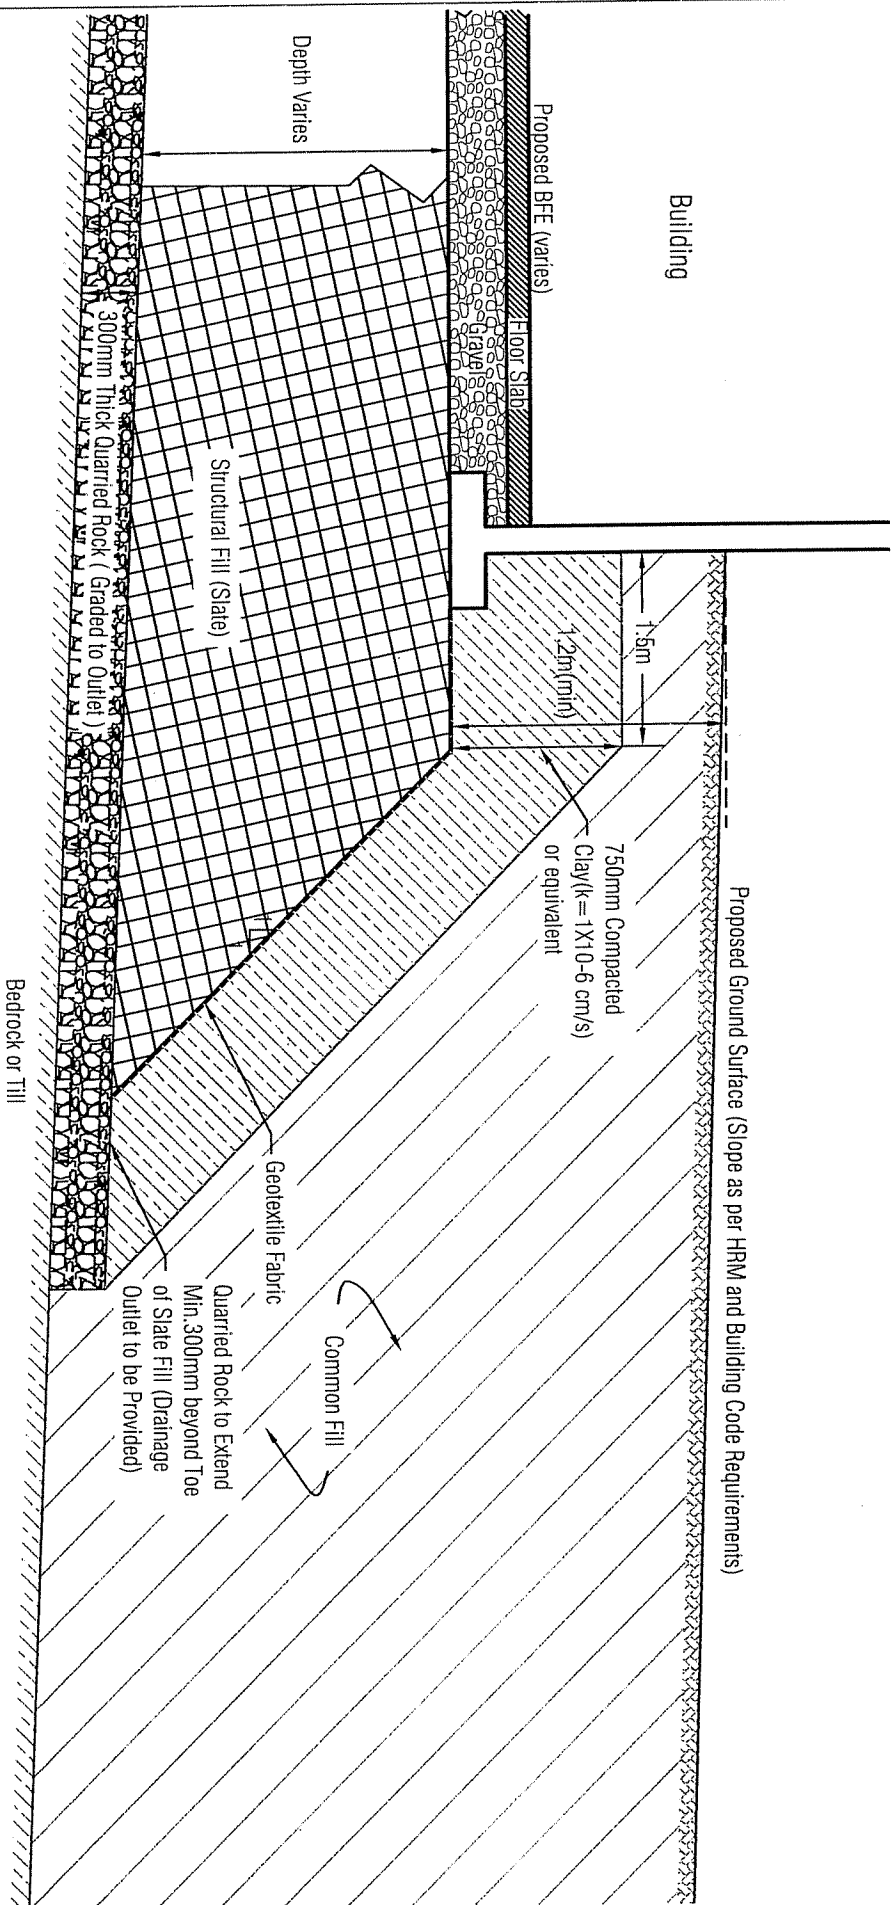 Building
Proposed BFE (varies)
Floor Slab
Gravel
Depth Varies
Structural Fill (Slate)
300mm Thick Quarried Rock ( Graded to Outlet )
1.5m
1.2m(min)
750mm Compacted
Clay(k=1X10-6 cm/s)
or equivalent
Proposed Ground Surface (Slope as per HRM and Building Code Requirements)
Geotextile Fabric
Common Fill
Quarried Rock to Extend
Min.300mm beyond Toe
of Slate Fill (Drainage
Outlet to be Provided)
Bedrock or Till